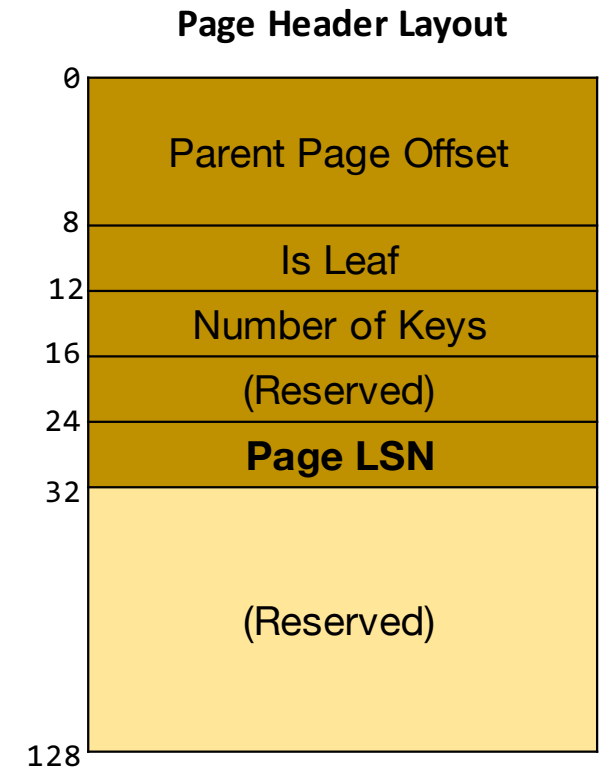 Page Header Layout
0
Parent Page Offset
8
Is Leaf
12
Number of Keys
16
(Reserved)
24
Page LSN
32
(Reserved)
128